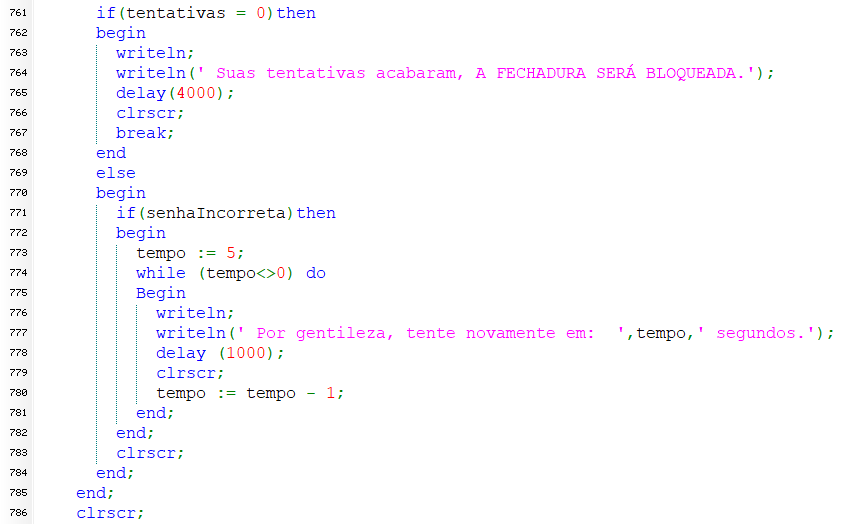 761 if(tentativas = 0)then
762 begin
763 writeln;
764 writeln(' Suas tentativas acabaram, A FECHADURA SERÁ BLOQUEADA.');
765 delay(4000);
766 clrscr;
767 break;
768 end
769 else
770 begin
771 if(senhaIncorreta)then
772 begin
773 tempo := 5;
774 while (tempo<>0) do
775 Begin
776 writeln;
777 writeln(' Por gentileza, tente novamente em:  ',tempo,' segundos.');
778 delay (1000);
779 clrscr;
780 tempo := tempo - 1;
781 end;
782 end;
783 clrscr;
784 end;
785 end;
786 clrscr;